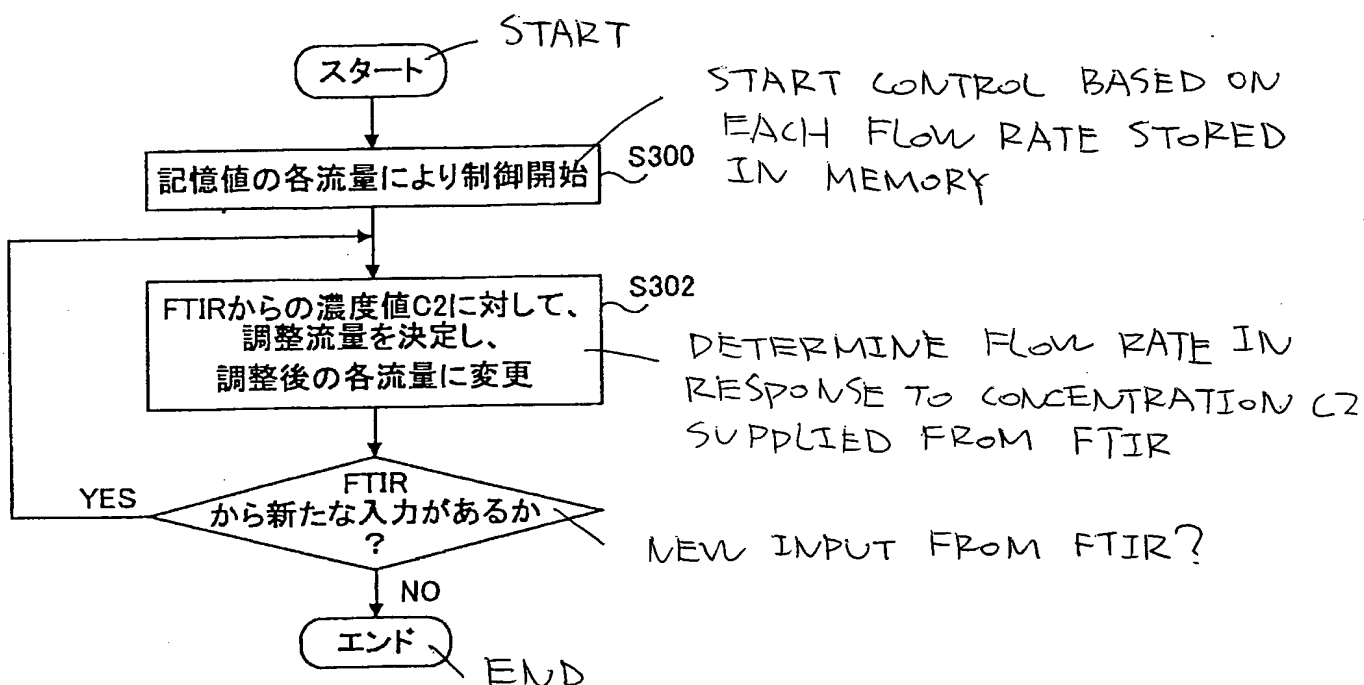 START
スタート
START CONTROL BASED ON
EACH FLOW RATE STORED
IN MEMORY
S300
記憶値の各流量により制御開始
S302
FTIRからの濃度値C2に対して、
調整流量を決定し、
調整後の各流量に変更
DETERMINE FLOW RATE IN
RESPONSE TO CONCENTRATION C2
SUPPLIED FROM FTIR
YES
FTIR
から新たな入力があるか
?
NEW INPUT FROM FTIR?
NO
エンド
END